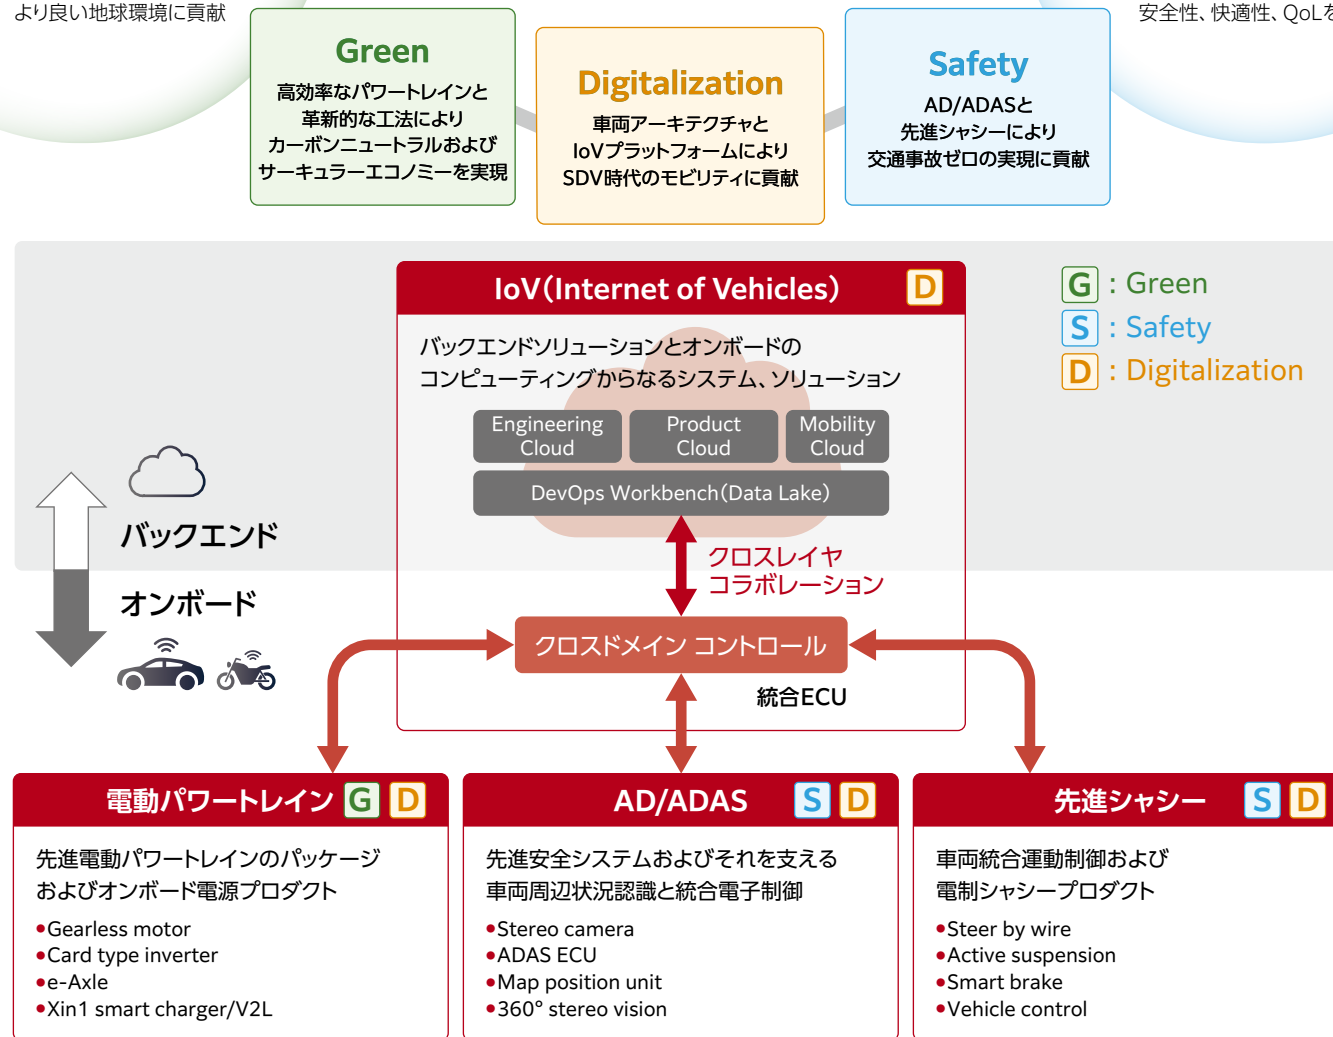 より良い地球環境に貢献
安全性、快適性、QoLを
Green
高効率なパワートレインと
革新的な工法により
カーボンニュートラルおよび
サーキュラーエコノミーを実現
Digitalization
車両アーキテクチャと
IoVプラットフォームにより
SDV時代のモビリティに貢献
Safety
AD/ADASと
先進シャシーにより
交通事故ゼロの実現に貢献
IoV(Internet of Vehicles) D
バックエンドソリューションとオンボードの
コンピューティングからなるシステム、ソリューション
Engineering
Cloud
Product
Cloud
Mobility
Cloud
DevOps Workbench(Data Lake)
G : Green
S : Safety
D : Digitalization
バックエンド
オンボード
クロスレイヤ
コラボレーション
クロスドメイン コントロール
統合ECU
電動パワートレイン G D
先進電動パワートレインのパッケージ
およびオンボード電源プロダクト
•Gearless motor
•Card type inverter
•e-Axle
•Xin1 smart charger/V2L
AD/ADAS S D
先進安全システムおよびそれを支える
車両周辺状況認識と統合電子制御
•Stereo camera
•ADAS ECU
•Map position unit
•360° stereo vision
先進シャシー S D
車両統合運動制御および
電制シャシープロダクト
•Steer by wire
•Active suspension
•Smart brake
•Vehicle control